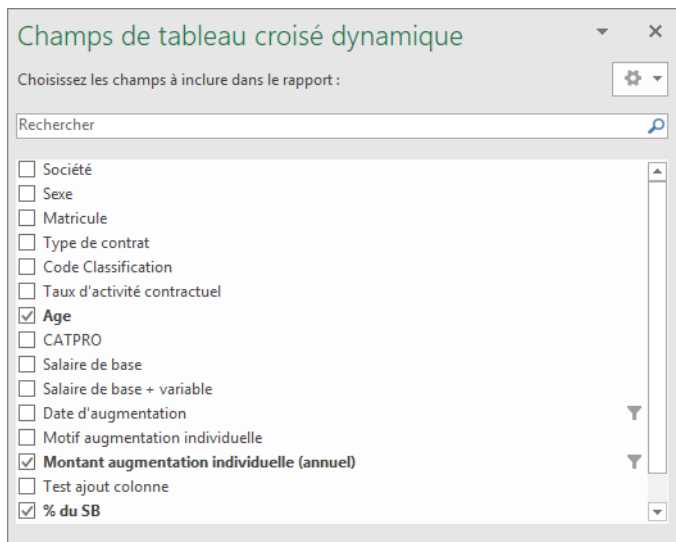 Champs de tableau croisé dynamique
Choisissez les champs à inclure dans le rapport :
Rechercher
Société
Sexe
Matricule
Type de contrat
Code Classification
Taux d'activité contractuel
Age
CATPRO
Salaire de base
Salaire de base + variable
Date d'augmentation
Motif augmentation individuelle
Montant augmentation individuelle (annuel)
Test ajout colonne
% du SB